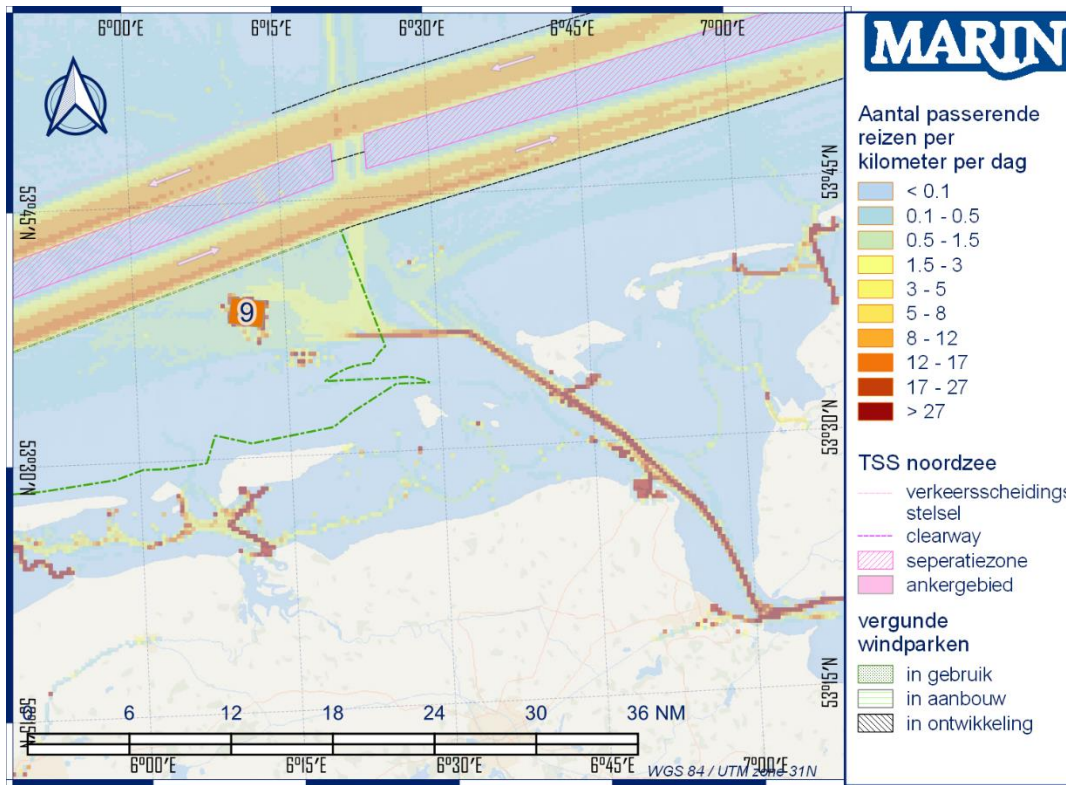 6°00'E 6°15'E 6°30'E 6°45'E 7°00'E
MARIN
Aantal passerende
reizen per
kilometer per dag
< 0.1
0.1 - 0.5
0.5 - 1.5
1.5 - 3
3 - 5
5 - 8
8 - 12
12 - 17
17 - 27
> 27
TSS noordzee
verkeersscheidings
stelsel
clearway
seperatiezone
ankergebied
vergunde
windparken
in gebruik
in aanbouw
in ontwikkeling
53°45'N
53°45'N
9
53°30'N
53°30'N
53°15'N
53°15'N
6 12 18 24 30 36 NM
6°00'E 6°15'E 6°30'E 6°45'E 7°00'E
WGS 84 / UTM zone 31N